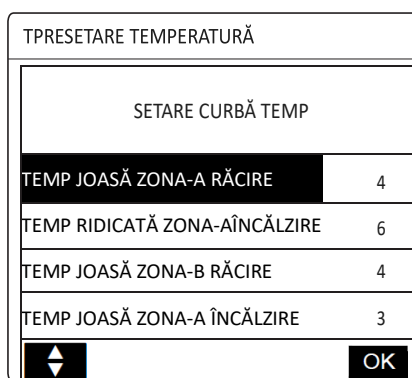 TPRESETARE TEMPERATURĂ
SETARE CURBĂ TEMP
TEMP JOASĂ ZONA-A RĂCIRE 4
TEMP RIDICATĂ ZONA-AÎNCĂLZIRE 6
TEMP JOASĂ ZONA-B RĂCIRE 4
TEMP JOASĂ ZONA-A ÎNCĂLZIRE 3
OK